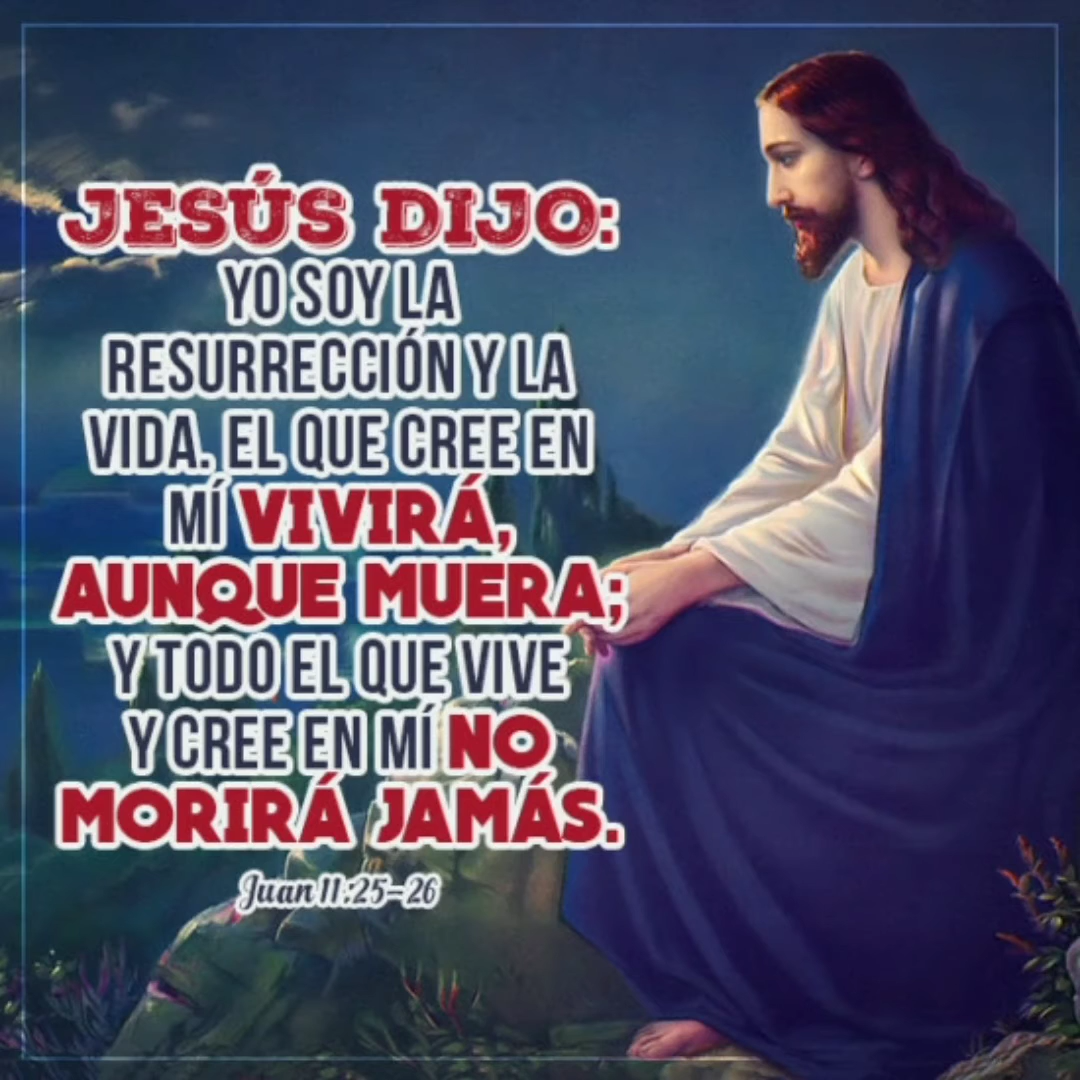 JESÚS DIJO:
YO SOY LA
RESURRECCIÓN Y LA
VIDA. EL QUE CREE EN
MÍ VIVIRÁ,
AUNQUE MUERA;
Y TODO EL QUE VIVE
Y CREE EN MÍ NO
MORIRÁ JAMÁS.
Juan 11:25-26